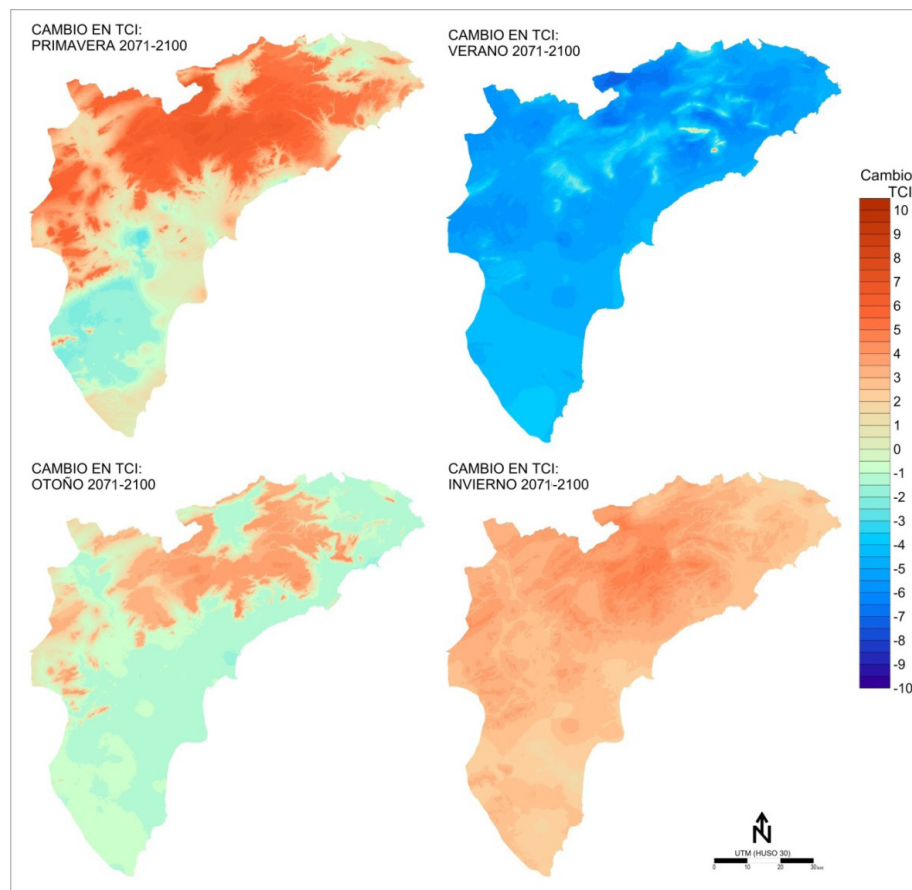 CAMBIO EN TCI:
PRIMAVERA 2071-2100
CAMBIO EN TCI:
VERANO 2071-2100
Cambio
TCI
10
9
8
7
6
5
4
3
2
1
0
-1
-2
-3
-4
-5
-6
-7
-8
-9
-10
CAMBIO EN TCI:
OTOÑO 2071-2100
CAMBIO EN TCI:
INVIERNO 2071-2100
N
UTM (HUSO 30)
0 10 20 30 km